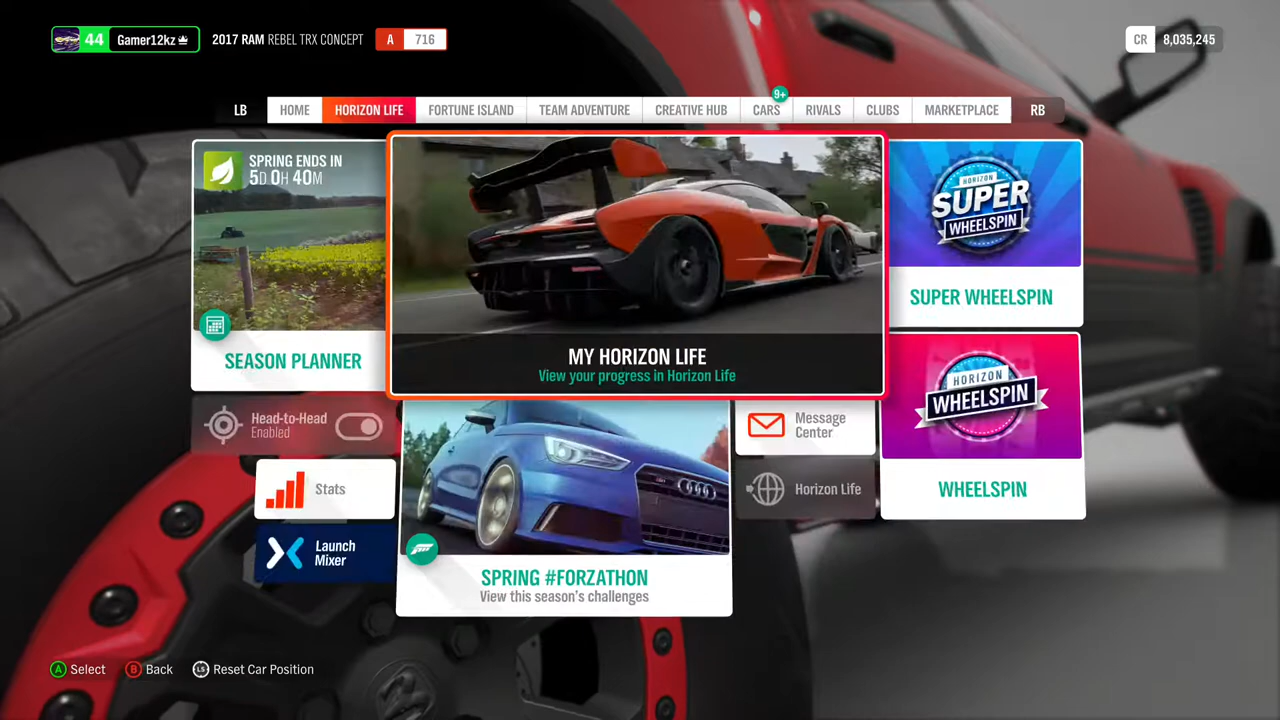 44 Gamer12kz
2017 RAM REBEL TRX CONCEPT
A 716
CR 8,035,245
LB
HOME
HORIZON LIFE
FORTUNE ISLAND
TEAM ADVENTURE
CREATIVE HUB
CARS
9+
RIVALS
CLUBS
MARKETPLACE
RB
SPRING ENDS IN
5D 0H 40M
SEASON PLANNER
MY HORIZON LIFE
View your progress in Horizon Life
HORIZON
SUPER
WHEELSPIN
SUPER WHEELSPIN
Head-to-Head
Enabled
Stats
Launch
Mixer
SPRING #FORZATHON
View this season's challenges
Message
Center
Horizon Life
HORIZON
WHEELSPIN
WHEELSPIN
A Select
B Back
LS Reset Car Position